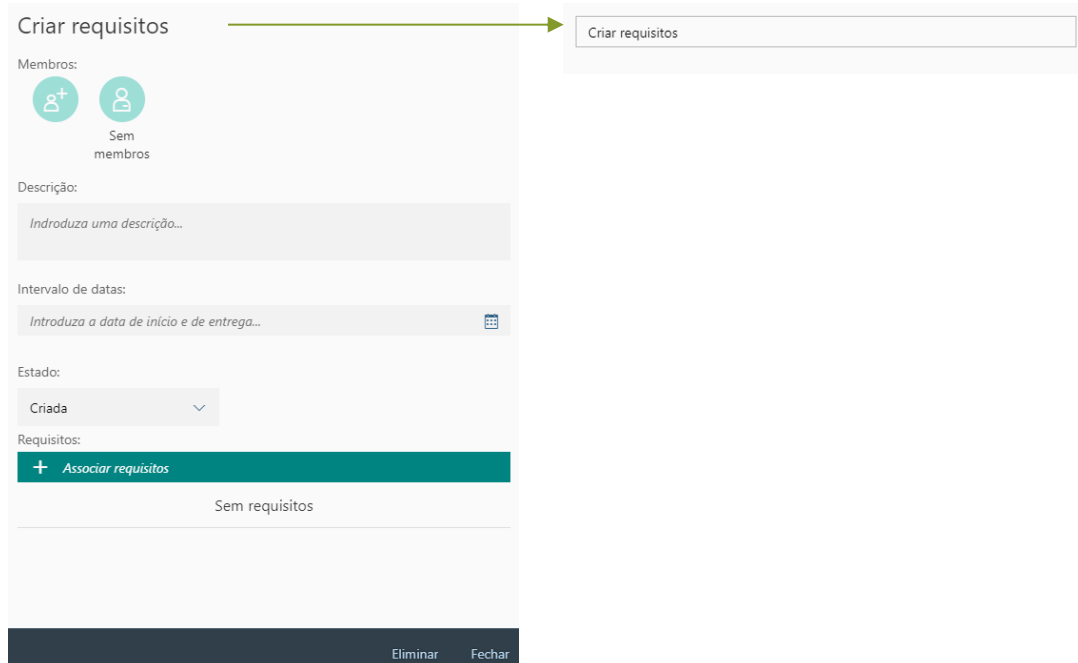 Criar requisitos
Criar requisitos
Membros:
Sem
membros
Descrição:
Indroduza uma descrição...
Intervalo de datas:
Introduza a data de início e de entrega...
Estado:
Criada
Requisitos:
+ Associar requisitos
Sem requisitos
Eliminar Fechar